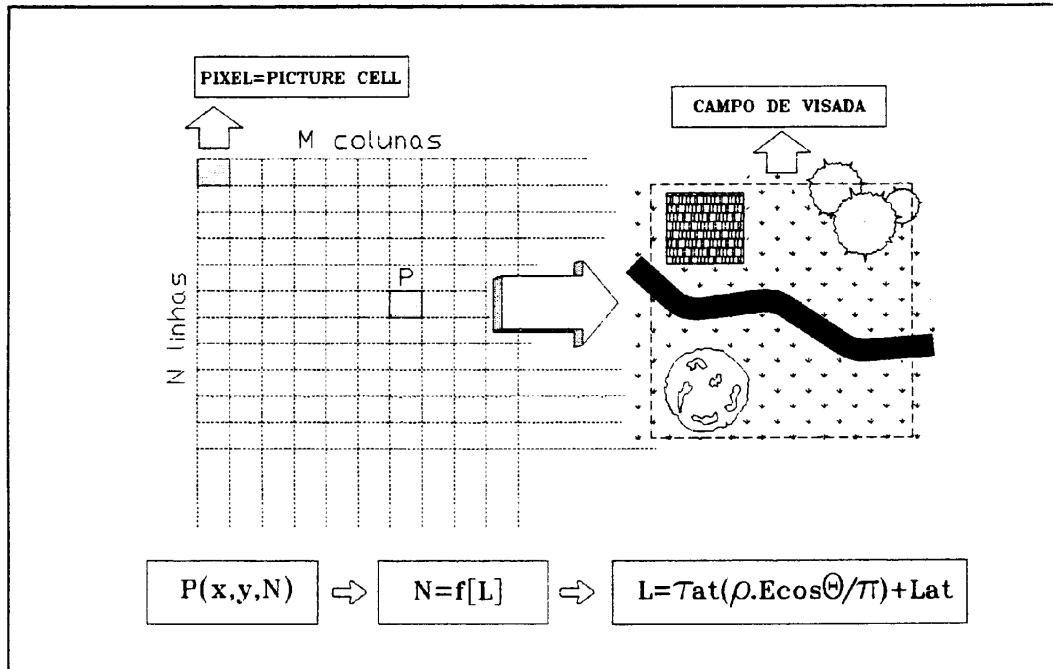 PIXEL=PICTURE CELL
CAMPO DE VISADA
M colunas
P
N linhas
P(x,y,N)
N=f[L]
L=τat(ρ.EcosΘ/π)+Lat